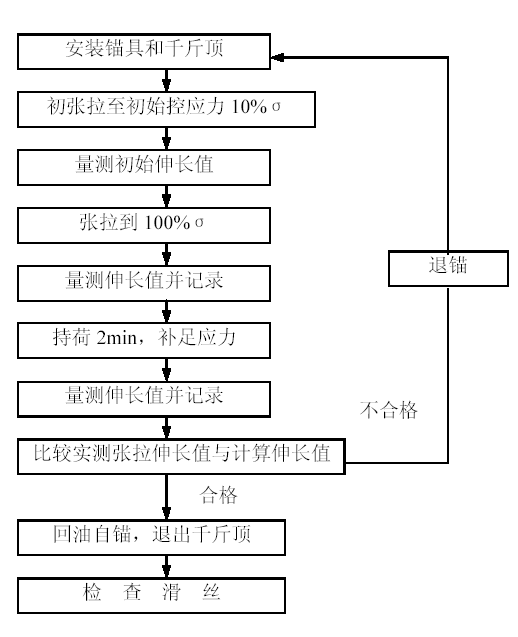 安装锚具和千斤顶
初张拉至初始控应力 10%σ
量测初始伸长值
张拉到 100%σ
量测伸长值并记录
退锚
持荷 2min，补足应力
量测伸长值并记录
不合格
比较实测张拉伸长值与计算伸长值
合格
回油自锚，退出千斤顶
检 查 滑 丝